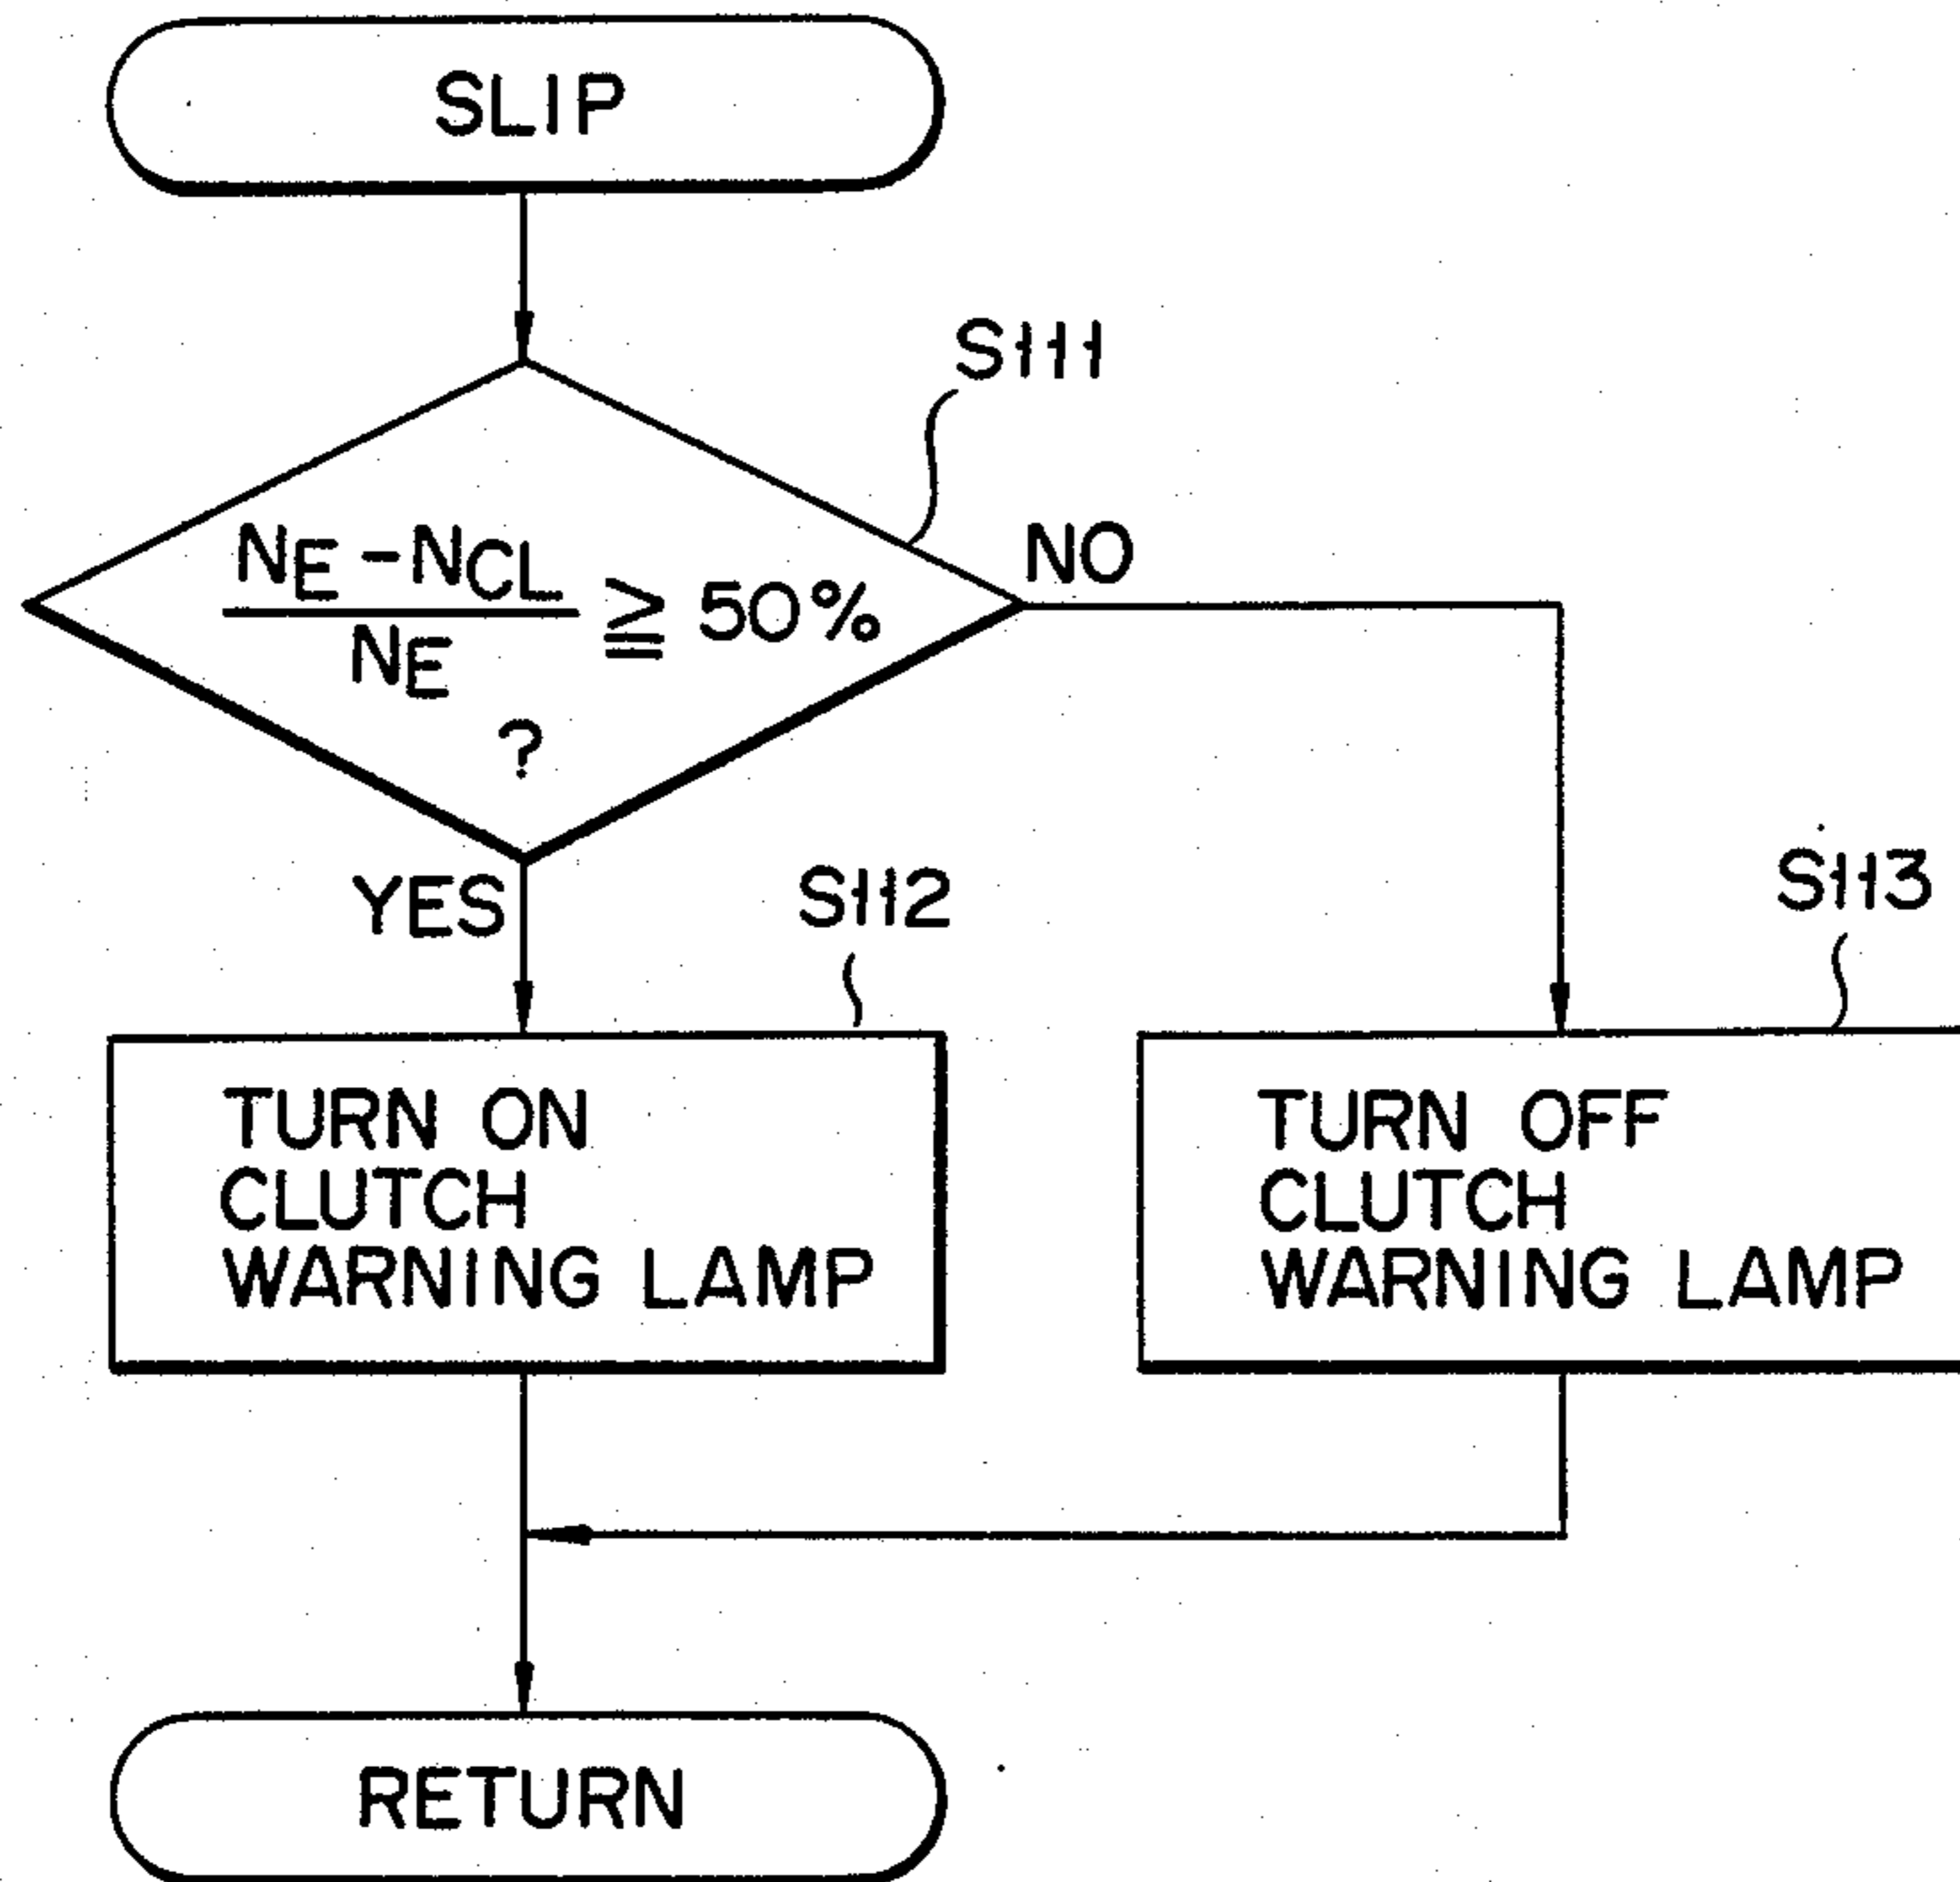 SLIP
S111
NE-NCL
NE
≧ 50%
?
NO
YES
S112
S113
TURN ON
CLUTCH
WARNING LAMP
TURN OFF
CLUTCH
WARNING LAMP
RETURN